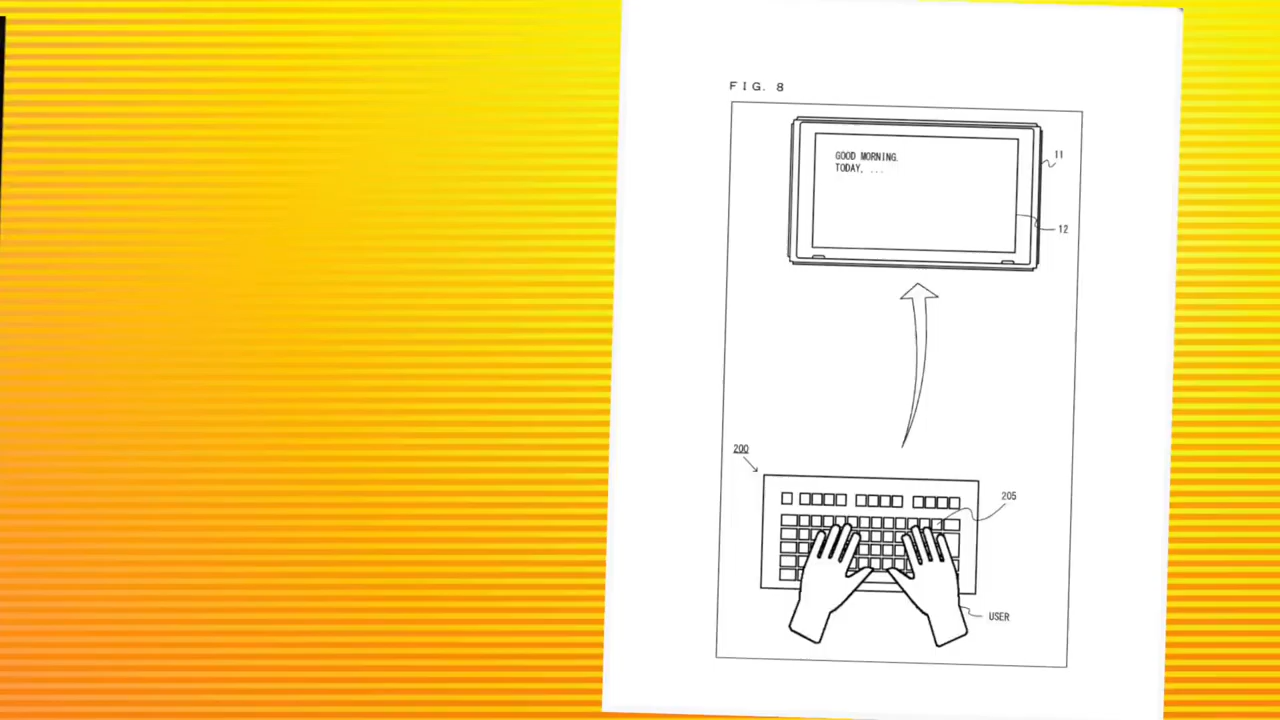 FIG. 8
GOOD MORNING.
TODAY, ...
11
12
200
205
USER